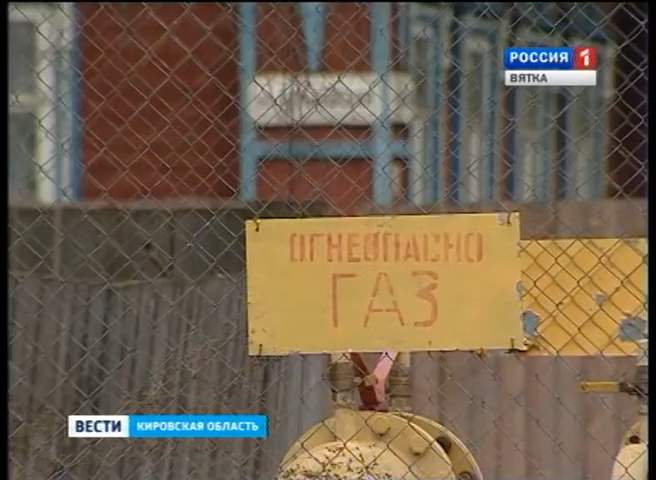 РОССИЯ 1
ВЯТКА
ОГНЕОПАСНО
ГАЗ
ВЕСТИ КИРОВСКАЯ ОБЛАСТЬ